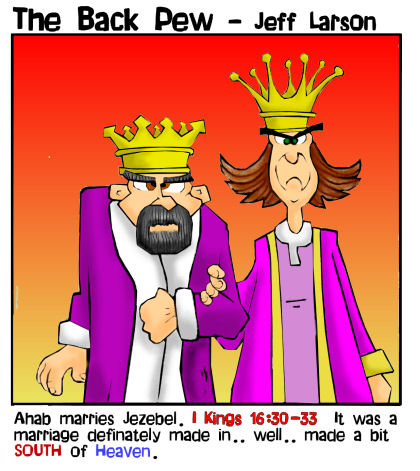 The Back Pew - Jeff Larson
Ahab marries Jezebel. I Kings 16:30-33 It was a
marriage definately made in.. well.. made a bit
SOUTH of Heaven.